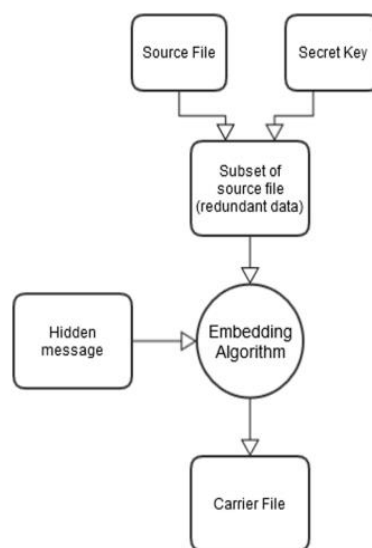 Source File
Secret Key
Subset of
source file
(redundant data)
Hidden
message
Embedding
Algorithm
Carrier File